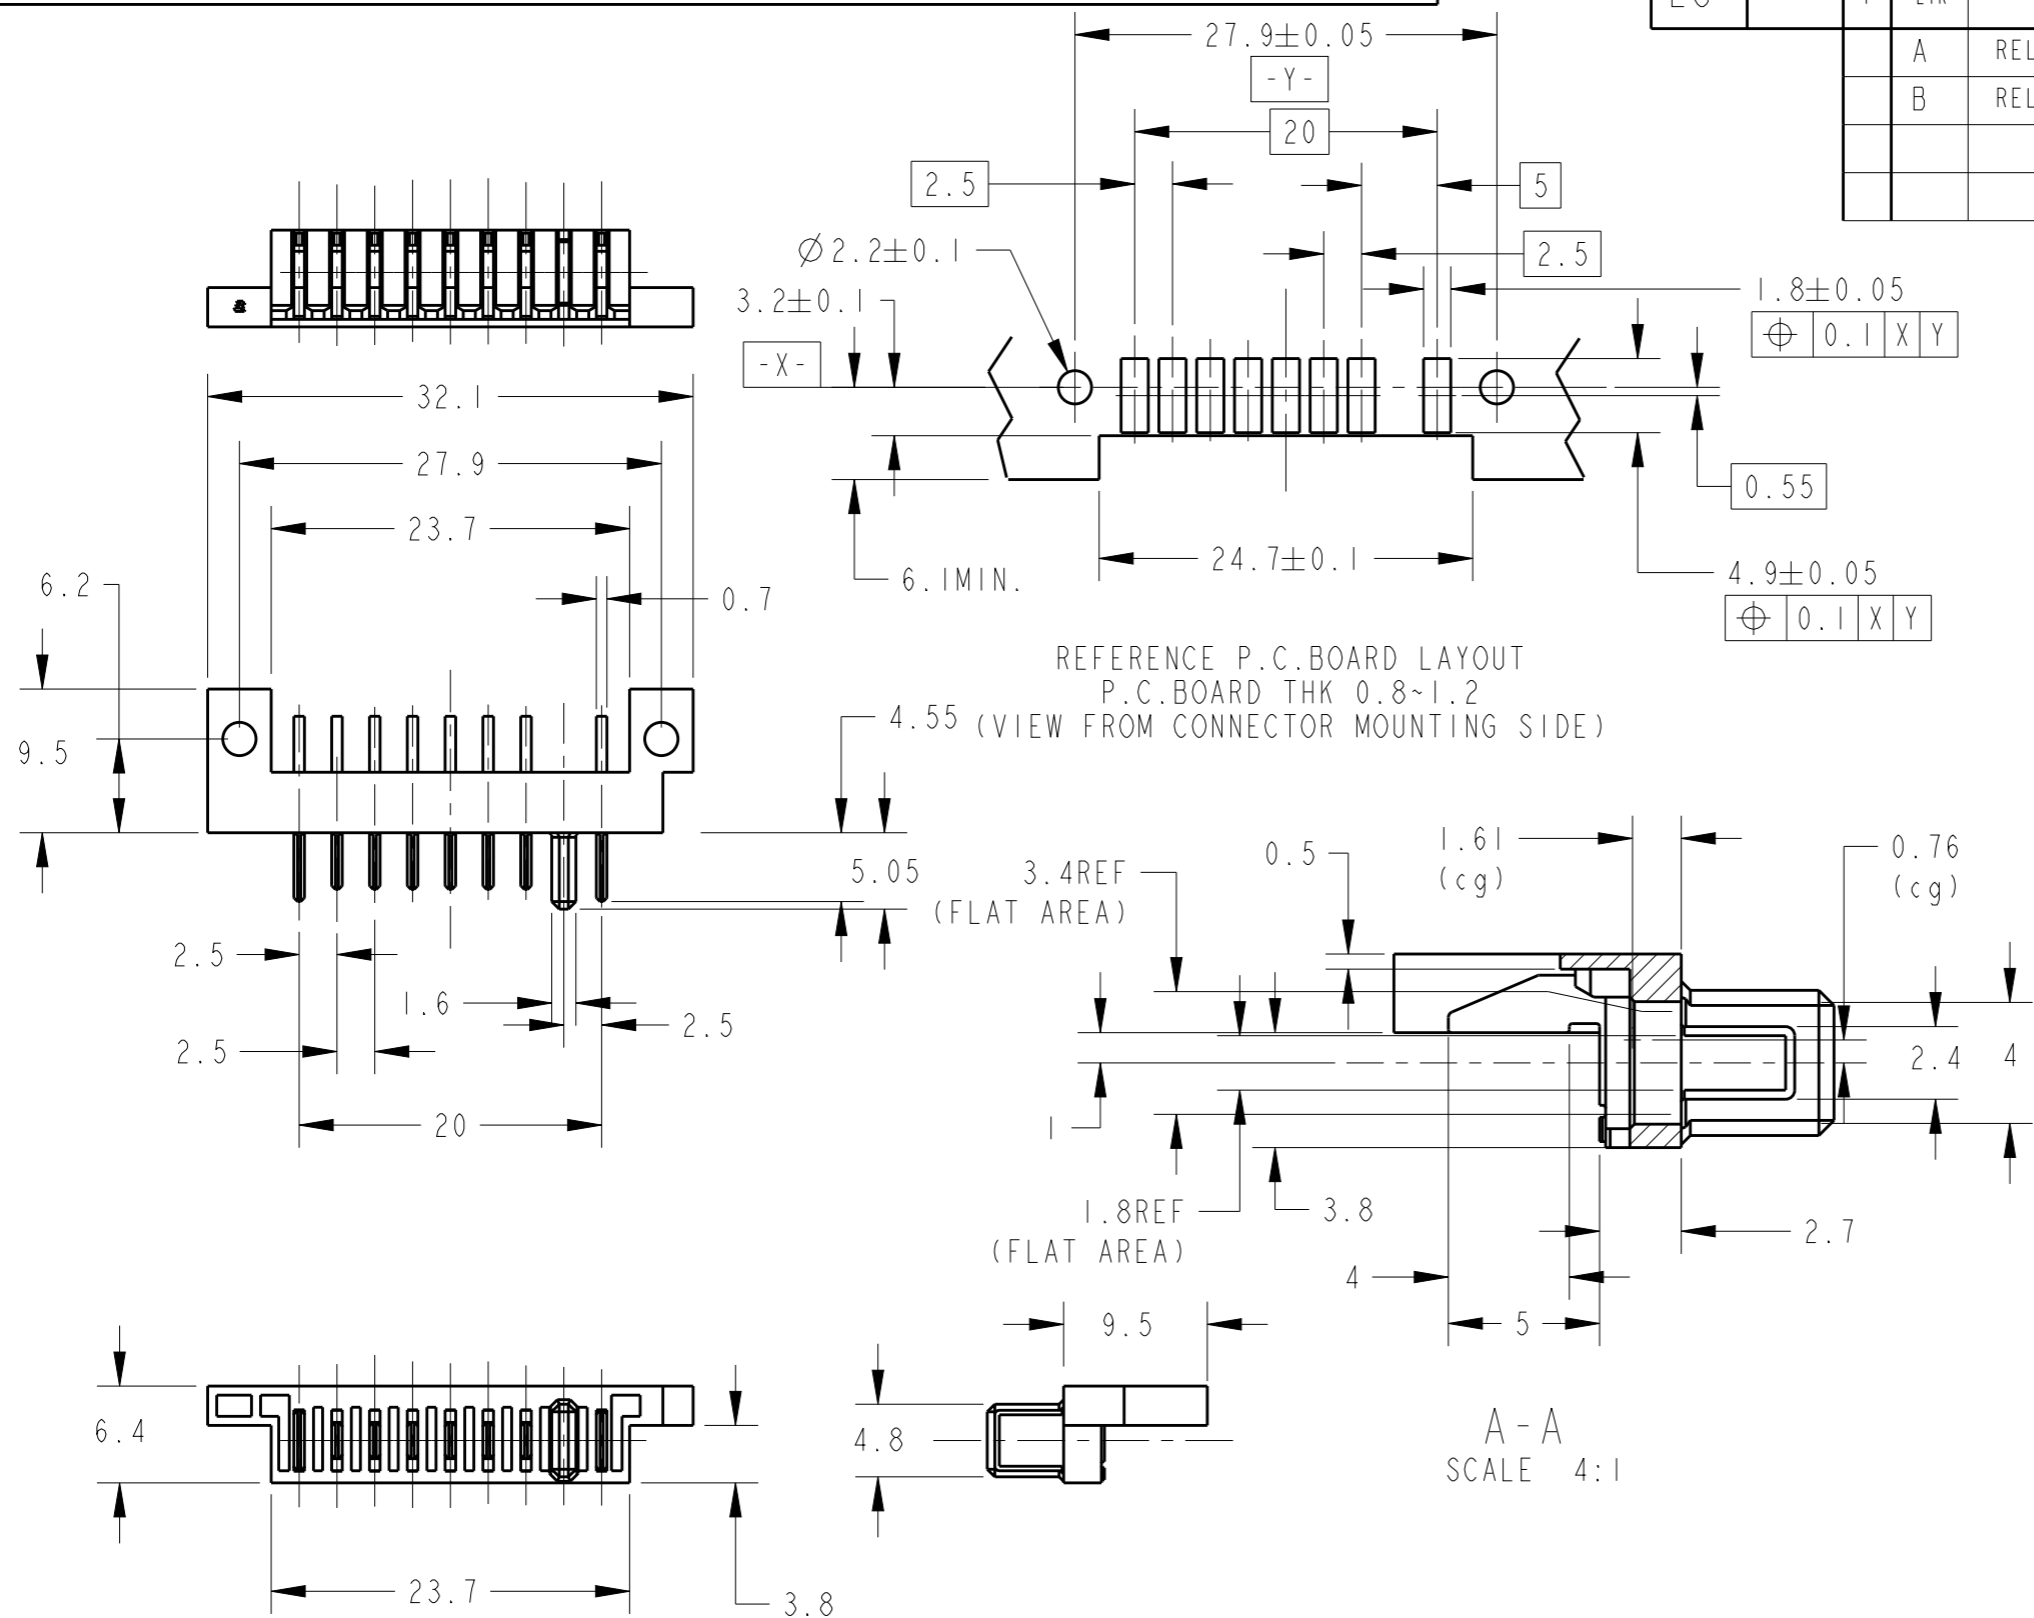 27.9±0.05
-Y-
20
2.5
5
2.5
∅2.2±0.1
3.2±0.1
-X-
1.8±0.05
⌖ 0.1 X Y
0.55
4.9±0.05
⌖ 0.1 X Y
24.7±0.1
6.1MIN.
REFERENCE P.C.BOARD LAYOUT
P.C.BOARD THK 0.8~1.2
(VIEW FROM CONNECTOR MOUNTING SIDE)
A REL
B REL
32.1
27.9
23.7
6.2
0.7
9.5
4.55
5.05
2.5
1.6
2.5
2.5
20
0.5
1.61
(cg)
0.76
(cg)
3.4REF
(FLAT AREA)
2.4
4
1
1.8REF
(FLAT AREA)
3.8
2.7
4
5
A-A
SCALE 4:1
6.4
23.7
3.8
4.8
9.5